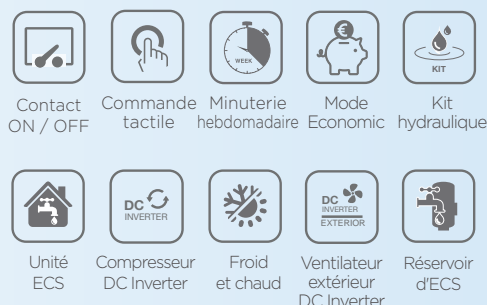 WEEK
€
KIT
Contact
ON / OFF
Commande
tactile
Minuterie
hebdomadaire
Mode
Economic
Kit
hydraulique
DC
INVERTER
DC
INVERTER
EXTERIOR
Unité
ECS
Compresseur
DC Inverter
Froid
et chaud
Ventilateur
extérieur
DC Inverter
Réservoir
d'ECS